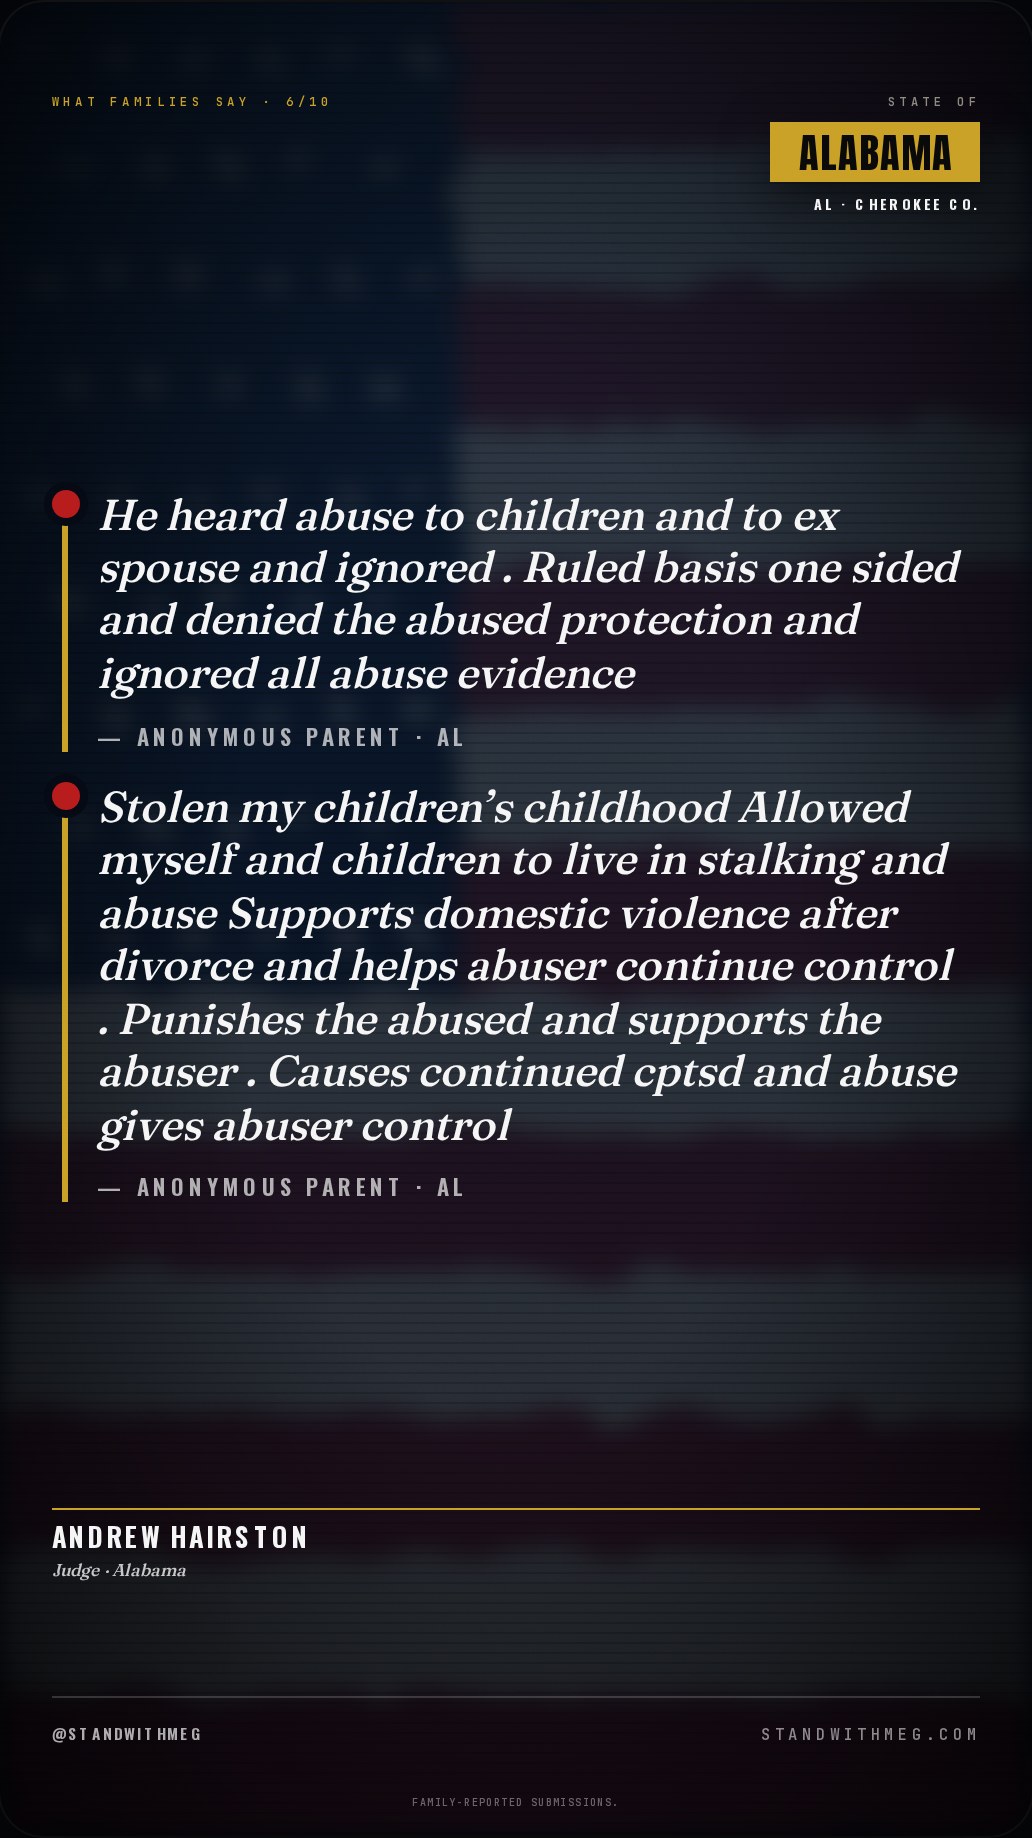 WHAT FAMILIES SAY · 6/10
STATE OF
ALABAMA
AL · CHEROKEE CO.
He heard abuse to children and to ex
spouse and ignored . Ruled basis one sided
and denied the abused protection and
ignored all abuse evidence
— ANONYMOUS PARENT · AL
Stolen my children’s childhood Allowed
myself and children to live in stalking and
abuse Supports domestic violence after
divorce and helps abuser continue control
. Punishes the abused and supports the
abuser . Causes continued cptsd and abuse
gives abuser control
— ANONYMOUS PARENT · AL
ANDREW HAIRSTON
Judge · Alabama
@STANDWITHMEG
STANDWITHMEG.COM
FAMILY-REPORTED SUBMISSIONS.